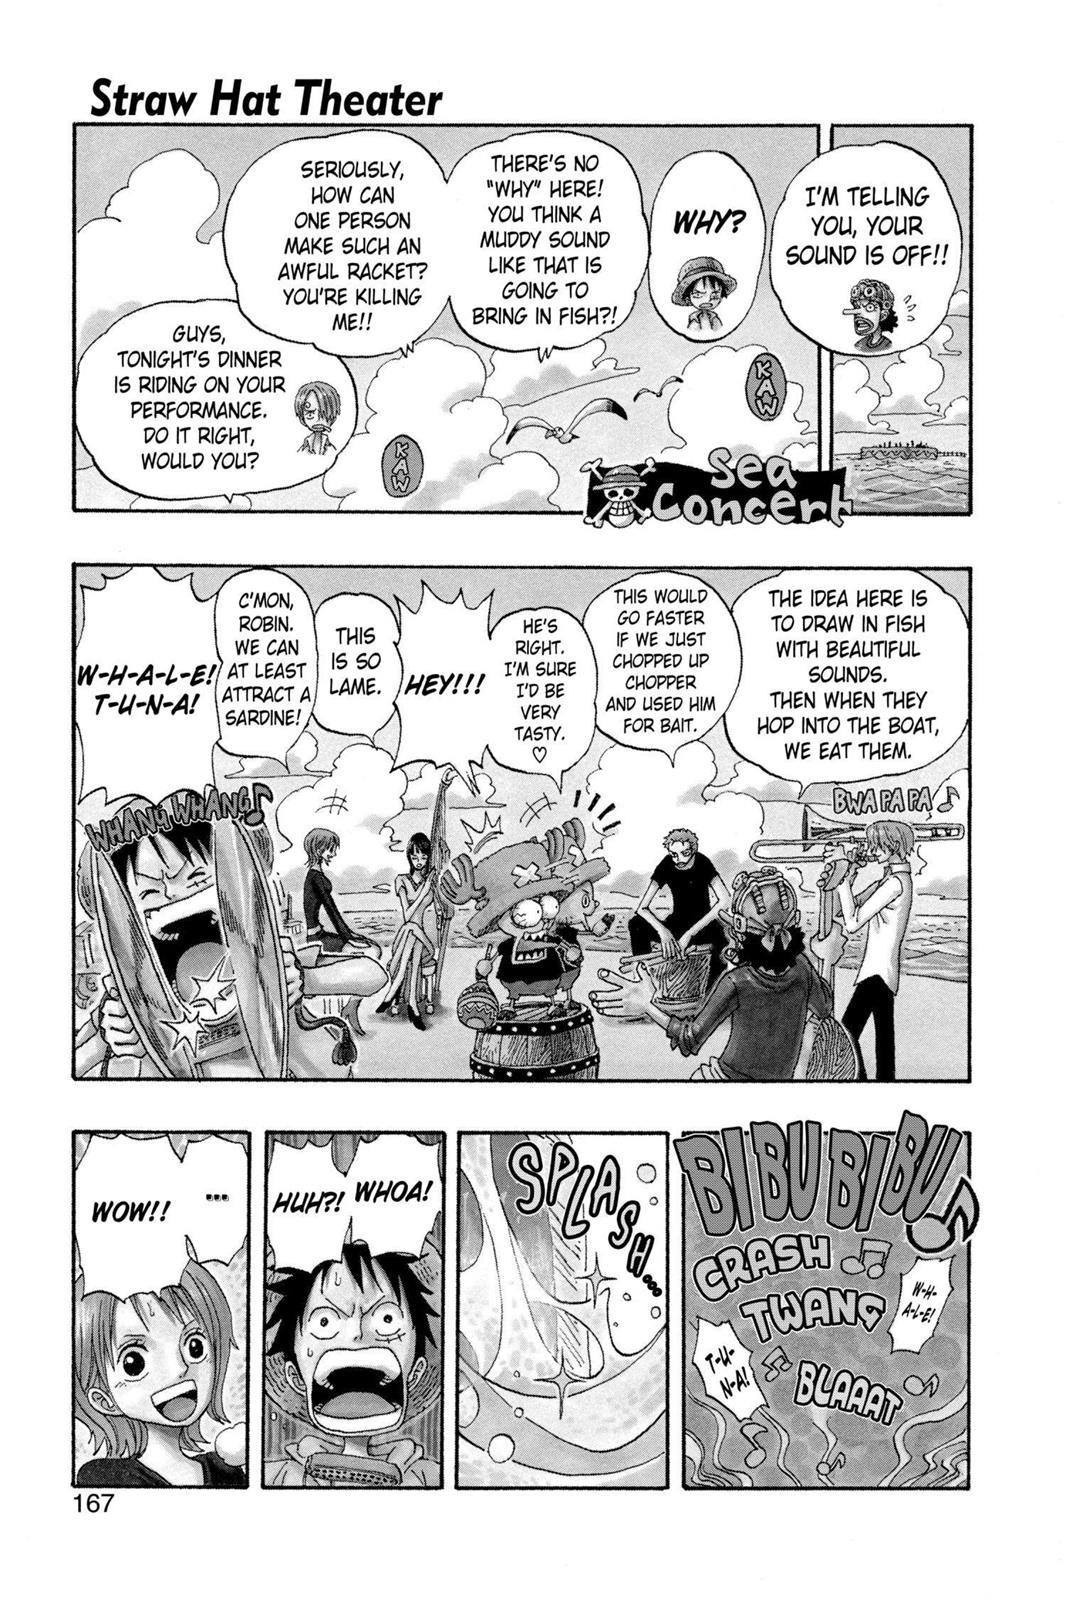 Straw Hat Theater
I'M TELLING
YOU, YOUR
SOUND IS OFF!!
WHY?
THERE'S NO
"WHY" HERE!
YOU THINK A
MUDDY SOUND
LIKE THAT IS
GOING TO
BRING IN FISH?!
SERIOUSLY,
HOW CAN
ONE PERSON
MAKE SUCH AN
AWFUL RACKET?
YOU'RE KILLING
ME!!
GUYS,
TONIGHT'S DINNER
IS RIDING ON YOUR
PERFORMANCE.
DO IT RIGHT,
WOULD YOU?
KAW
KAW
Sea
Concert
THE IDEA HERE IS
TO DRAW IN FISH
WITH BEAUTIFUL
SOUNDS.
THEN WHEN THEY
HOP INTO THE BOAT,
WE EAT THEM.
BWA PA PA
THIS WOULD
GO FASTER
IF WE JUST
CHOPPED UP
CHOPPER
AND USED HIM
FOR BAIT.
HE'S
RIGHT.
I'M SURE
I'D BE
VERY
TASTY.
♡
HEY!!!
THIS
IS SO
LAME.
C'MON,
ROBIN.
WE CAN
AT LEAST
ATTRACT A
SARDINE!
W-H-A-L-E!
T-U-N-A!
WHANG WHANG
BI BU BI BU
CRASH
TWANG
BLAAAT
W-H-
A-L-E!
T-U-
N-A!
SPLASH...
WHOA!
HUH?!
...
WOW!!
167